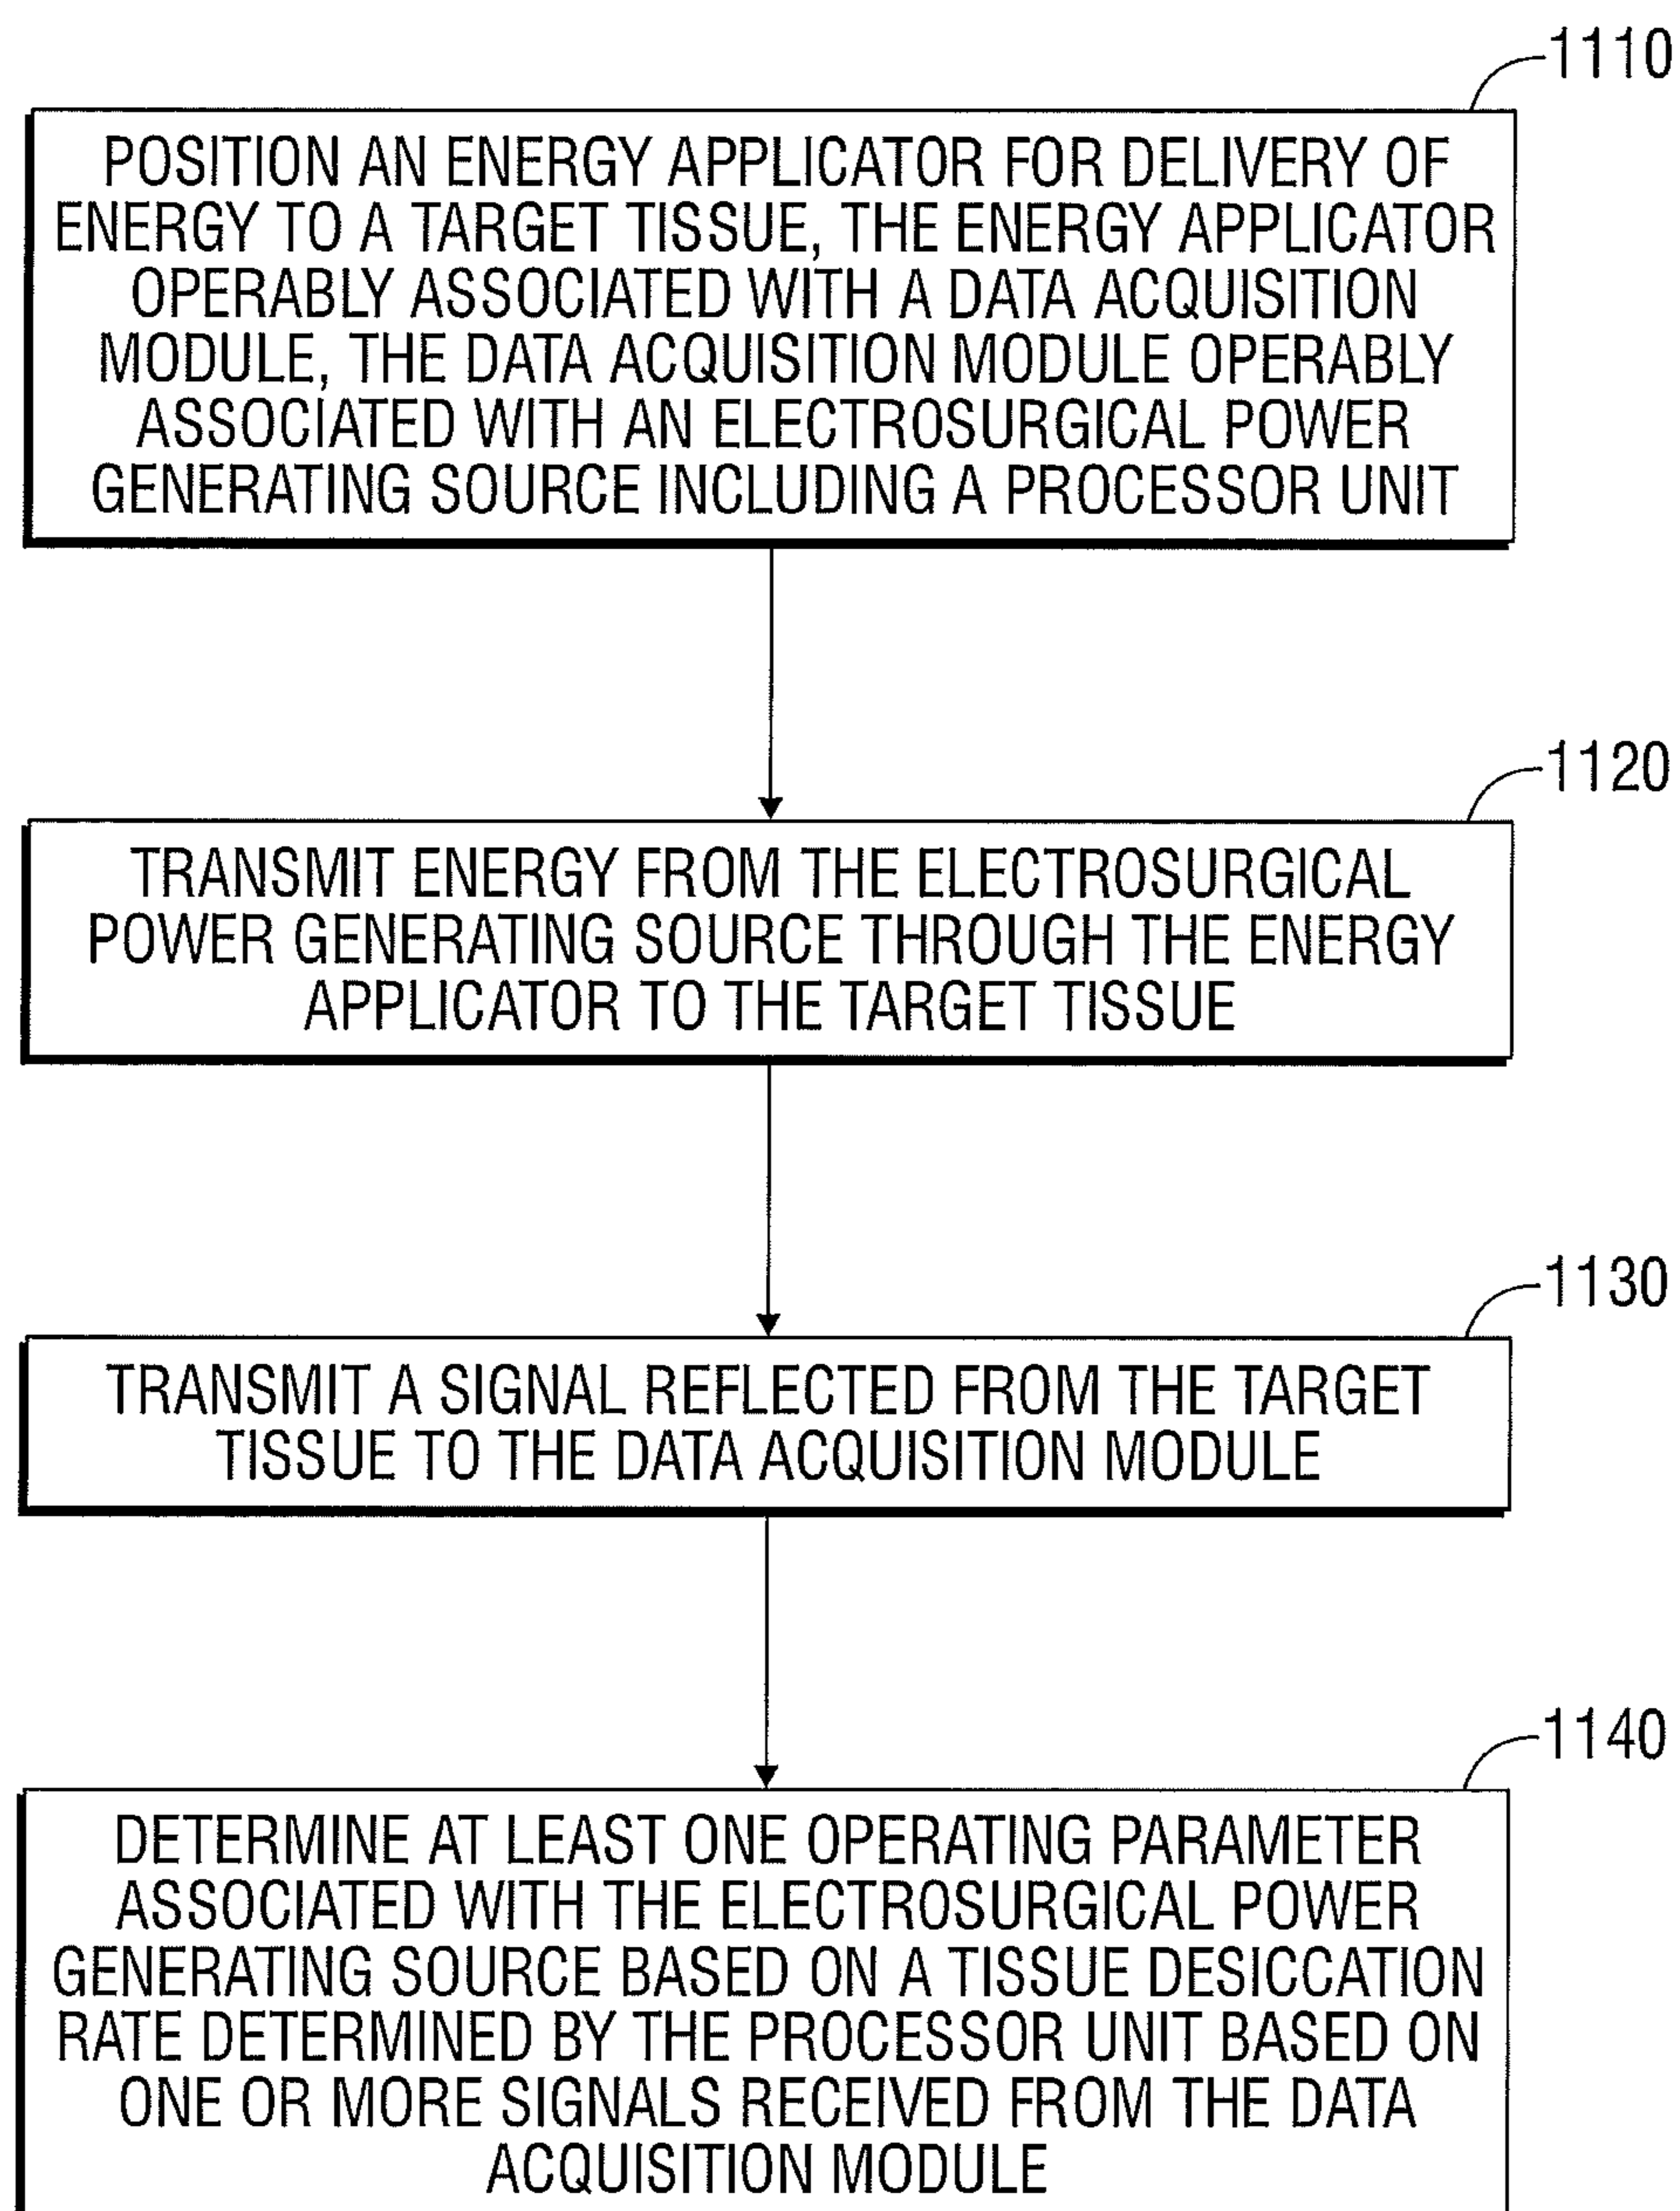 1110
POSITION AN ENERGY APPLICATOR FOR DELIVERY OF
ENERGY TO A TARGET TISSUE, THE ENERGY APPLICATOR
OPERABLY ASSOCIATED WITH A DATA ACQUISITION
MODULE, THE DATA ACQUISITION MODULE OPERABLY
ASSOCIATED WITH AN ELECTROSURGICAL POWER
GENERATING SOURCE INCLUDING A PROCESSOR UNIT
1120
TRANSMIT ENERGY FROM THE ELECTROSURGICAL
POWER GENERATING SOURCE THROUGH THE ENERGY
APPLICATOR TO THE TARGET TISSUE
1130
TRANSMIT A SIGNAL REFLECTED FROM THE TARGET
TISSUE TO THE DATA ACQUISITION MODULE
1140
DETERMINE AT LEAST ONE OPERATING PARAMETER
ASSOCIATED WITH THE ELECTROSURGICAL POWER
GENERATING SOURCE BASED ON A TISSUE DESICCATION
RATE DETERMINED BY THE PROCESSOR UNIT BASED ON
ONE OR MORE SIGNALS RECEIVED FROM THE DATA
ACQUISITION MODULE